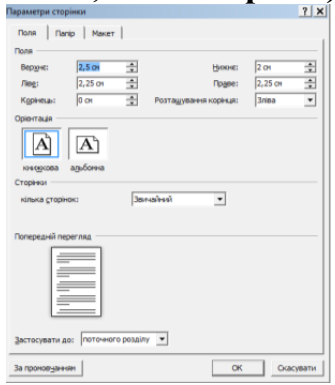 Параметри сторінки
Поля Папір Макет
Поля
Верхнє: 2,5 см Нижнє: 2 см
Ліве: 2,25 см Праве: 2,25 см
Корінець: 0 см Розташування корінця: Зліва
Орієнтація
книжкова альбомна
Сторінки
кілька сторінок: Звичайний
Попередній перегляд
Застосувати до: поточного розділу
За промовчанням ОК Скасувати